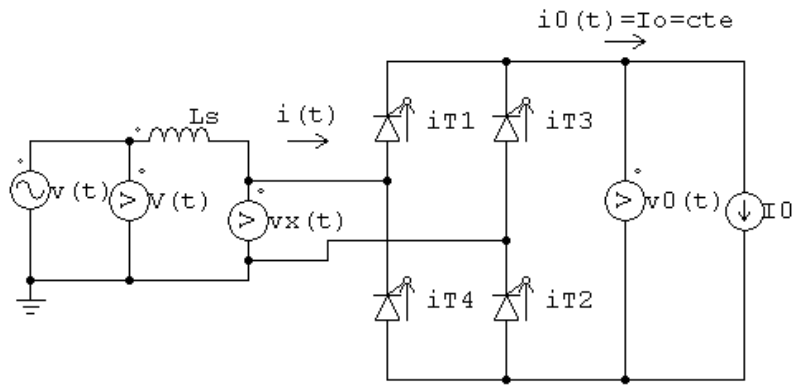 i0(t)=Io=cte
Ls
i(t)
iT1
iT3
v(t)
V(t)
V
vx(t)
V
v0(t)
V
I0
iT4
iT2